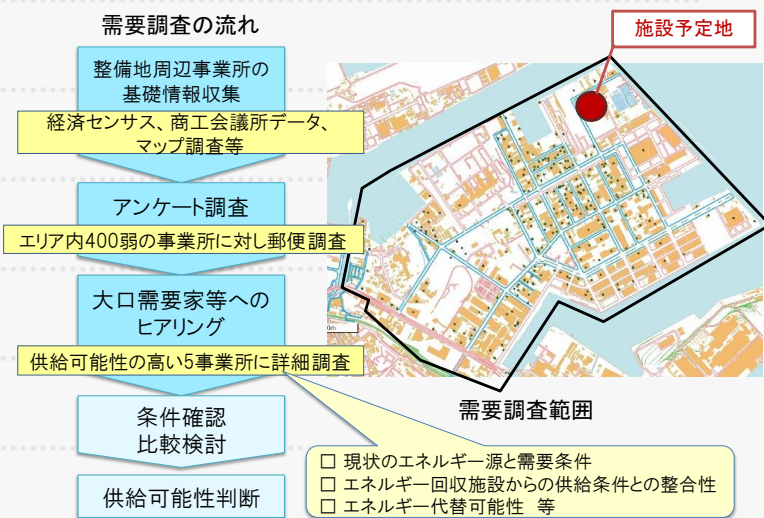 需要調査の流れ
整備地周辺事業所の
基礎情報収集
経済センサス、商工会議所データ、
マップ調査等
アンケート調査
エリア内400弱の事業所に対し郵便調査
大口需要家等への
ヒアリング
供給可能性の高い5事業所に詳細調査
条件確認
比較検討
供給可能性判断
施設予定地
需要調査範囲
□ 現状のエネルギー源と需要条件
□ エネルギー回収施設からの供給条件との整合性
□ エネルギー代替可能性 等